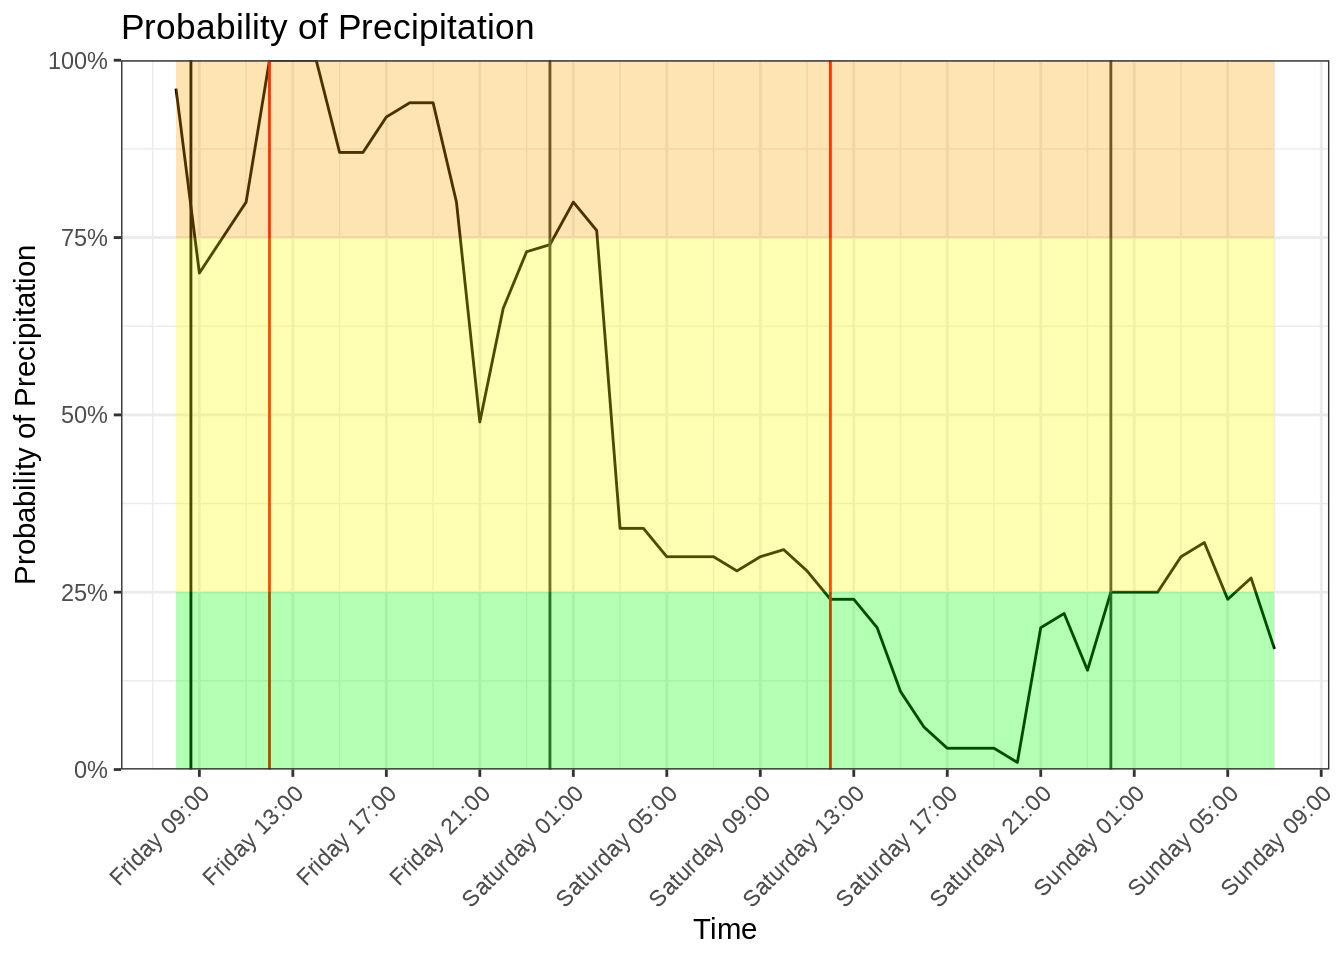 Probability of Precipitation
Probability of Precipitation
100%
75%
50%
25%
0%
Friday 09:00
Friday 13:00
Friday 17:00
Friday 21:00
Saturday 01:00
Saturday 05:00
Saturday 09:00
Saturday 13:00
Saturday 17:00
Saturday 21:00
Sunday 01:00
Sunday 05:00
Sunday 09:00
Time